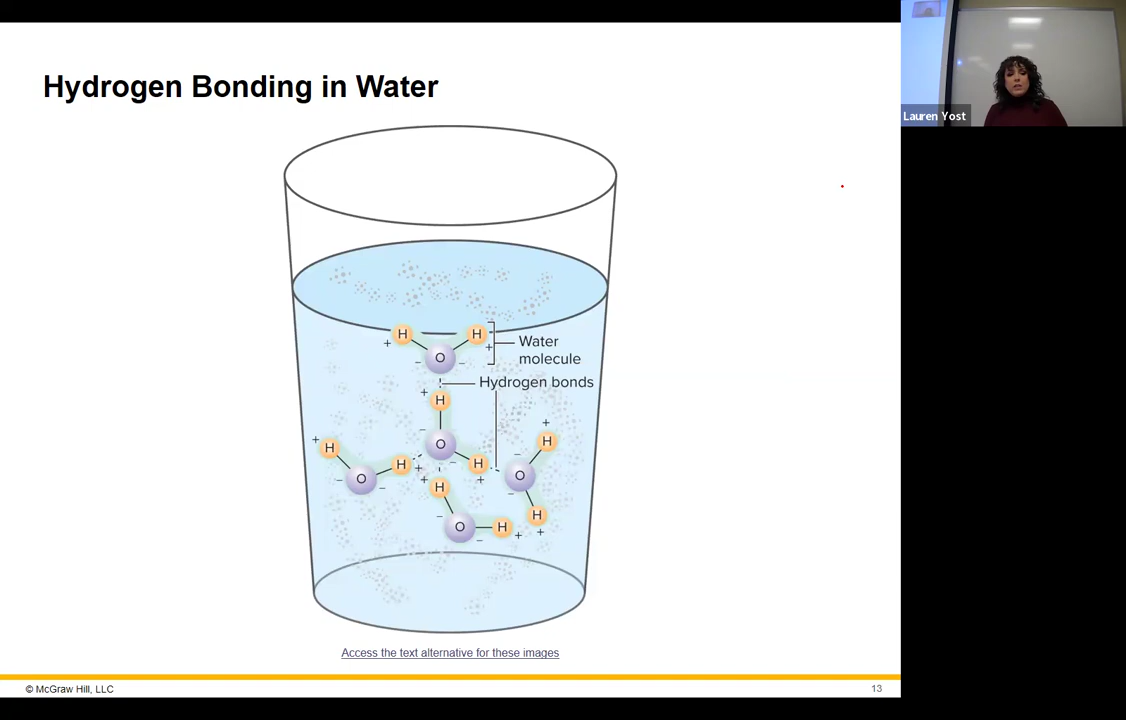 Hydrogen Bonding in Water
Lauren Yost
H
H
+
+
Water
molecule
O
−
−
Hydrogen bonds
+
H
−
O
−
+
H
H
+
H
+
+
H
−
O
−
+
H
−
O
−
H
+
+
H
−
O
−
H
+
Access the text alternative for these images
© McGraw Hill, LLC
13